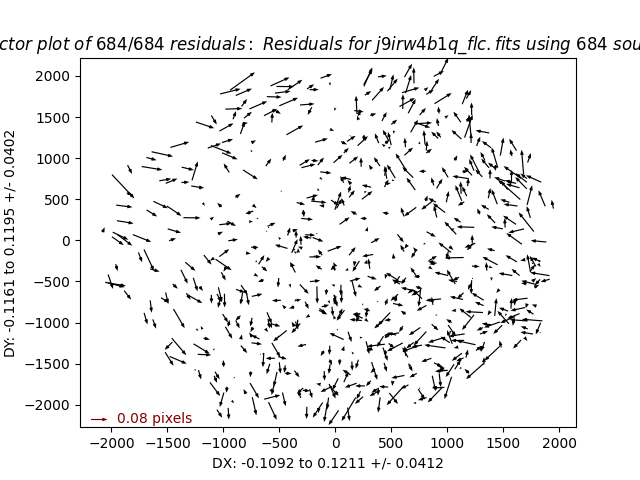 ctor plot of 684/684 residuals: Residuals for j9irw4b1q_flc.fits using 684 sou
2000
1500
1000
500
0
−500
−1000
−1500
−2000
DY: -0.1161 to 0.1195 +/- 0.0402
0.08 pixels
−2000 −1500 −1000 −500 0 500 1000 1500 2000
DX: -0.1092 to 0.1211 +/- 0.0412